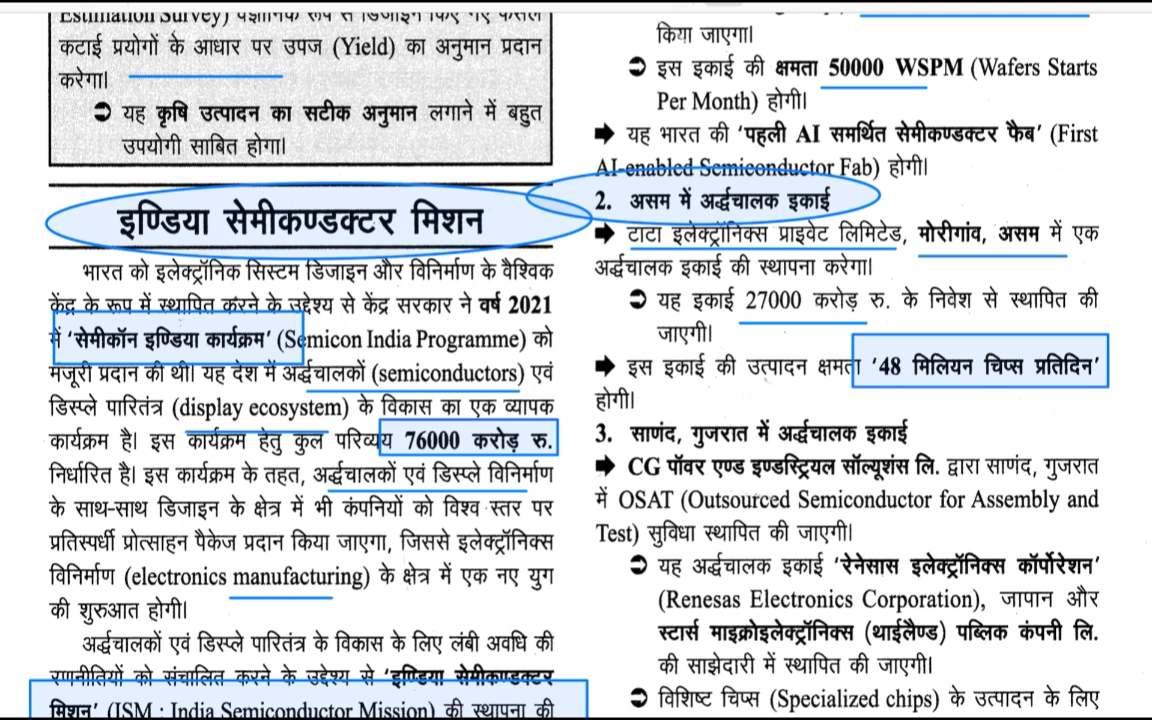 Estimation Survey) वैज्ञानिक रूप से डिजाइन किए गए फसल
कटाई प्रयोगों के आधार पर उपज (Yield) का अनुमान प्रदान
करेगा।
➲ यह कृषि उत्पादन का सटीक अनुमान लगाने में बहुत
उपयोगी साबित होगा।
इण्डिया सेमीकण्डक्टर मिशन
भारत को इलेक्ट्रॉनिक सिस्टम डिजाइन और विनिर्माण के वैश्विक
केंद्र के रूप में स्थापित करने के उद्देश्य से केंद्र सरकार ने वर्ष 2021
में ‘सेमीकॉन इण्डिया कार्यक्रम’ (Semicon India Programme) को
मंजूरी प्रदान की थी। यह देश में अर्द्धचालकों (semiconductors) एवं
डिस्प्ले पारितंत्र (display ecosystem) के विकास का एक व्यापक
कार्यक्रम है। इस कार्यक्रम हेतु कुल परिव्यय 76000 करोड़ रु.
निर्धारित है। इस कार्यक्रम के तहत, अर्द्धचालकों एवं डिस्प्ले विनिर्माण
के साथ-साथ डिजाइन के क्षेत्र में भी कंपनियों को विश्व स्तर पर
प्रतिस्पर्धी प्रोत्साहन पैकेज प्रदान किया जाएगा, जिससे इलेक्ट्रॉनिक्स
विनिर्माण (electronics manufacturing) के क्षेत्र में एक नए युग
की शुरुआत होगी।
अर्द्धचालकों एवं डिस्प्ले पारितंत्र के विकास के लिए लंबी अवधि की
रणनीतियों को संचालित करने के उद्देश्य से ‘इण्डिया सेमीकण्डक्टर
मिशन’ (ISM : India Semiconductor Mission) की स्थापना की
किया जाएगा।
➲ इस इकाई की क्षमता 50000 WSPM (Wafers Starts
Per Month) होगी।
➡ यह भारत की ‘पहली AI समर्थित सेमीकण्डक्टर फैब’ (First
AI-enabled Semiconductor Fab) होगी।
2. असम में अर्द्धचालक इकाई
➡ टाटा इलेक्ट्रॉनिक्स प्राइवेट लिमिटेड, मोरीगांव, असम में एक
अर्द्धचालक इकाई की स्थापना करेगा।
➲ यह इकाई 27000 करोड़ रु. के निवेश से स्थापित की
जाएगी।
➡ इस इकाई की उत्पादन क्षमता ‘48 मिलियन चिप्स प्रतिदिन’
होगी।
3. साणंद, गुजरात में अर्द्धचालक इकाई
➡ CG पॉवर एण्ड इण्डस्ट्रियल सॉल्यूशंस लि. द्वारा साणंद, गुजरात
में OSAT (Outsourced Semiconductor for Assembly and
Test) सुविधा स्थापित की जाएगी।
➲ यह अर्द्धचालक इकाई ‘रेनेसास इलेक्ट्रॉनिक्स कॉर्पोरेशन’
(Renesas Electronics Corporation), जापान और
स्टार्स माइक्रोइलेक्ट्रॉनिक्स (थाईलैण्ड) पब्लिक कंपनी लि.
की साझेदारी में स्थापित की जाएगी।
➲ विशिष्ट चिप्स (Specialized chips) के उत्पादन के लिए